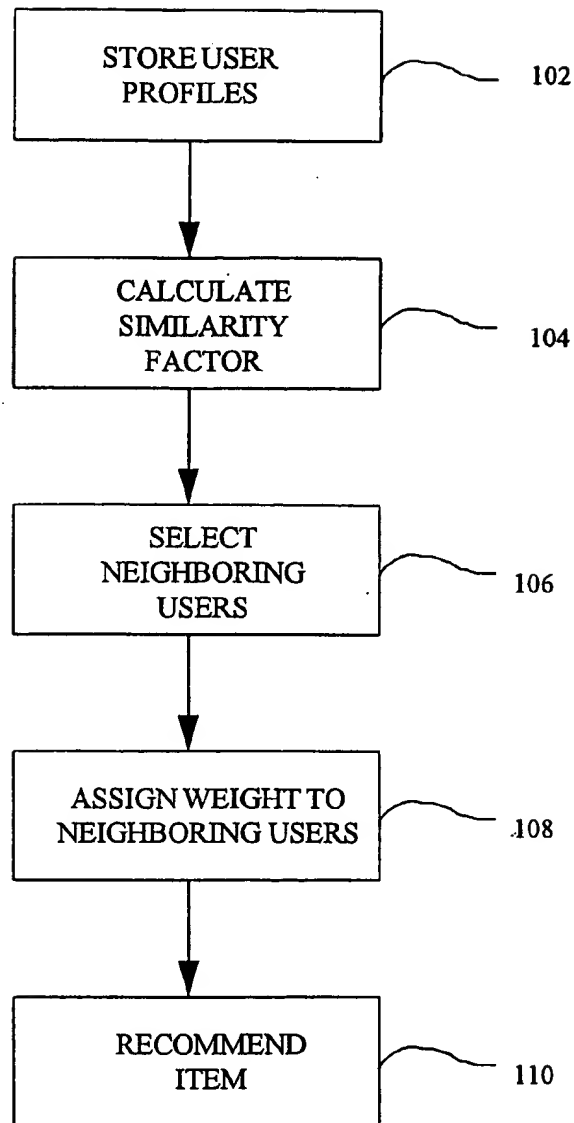 STORE USER
PROFILES
102
CALCULATE
SIMILARITY
FACTOR
104
SELECT
NEIGHBORING
USERS
106
ASSIGN WEIGHT TO
NEIGHBORING USERS
108
RECOMMEND
ITEM
110